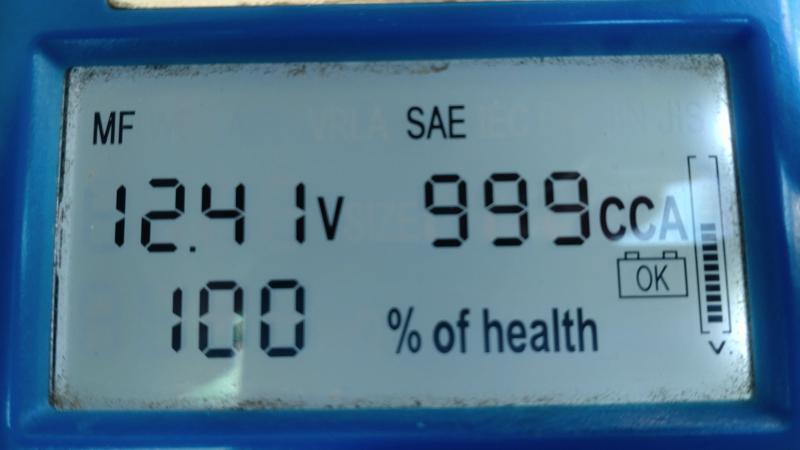 MF SAE
12.41V 999CCA
OK
100 % of health V